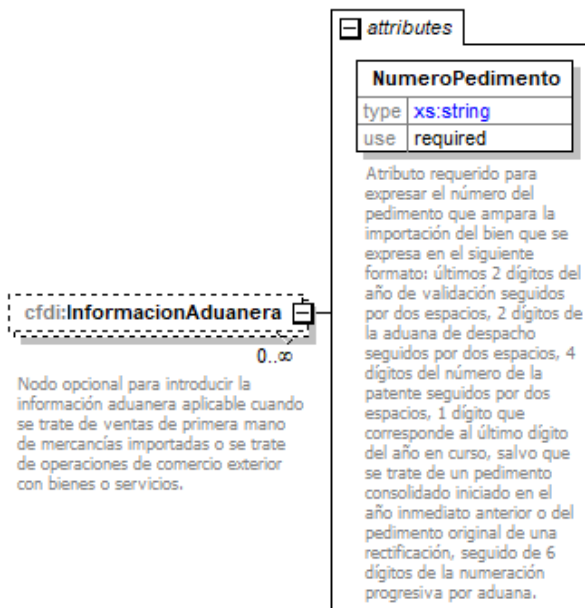 attributes
NumeroPedimento
type xs:string
use required
Atributo requerido para
expresar el número del
pedimento que ampara la
importación del bien que se
expresa en el siguiente
formato: últimos 2 dígitos del
año de validación seguidos
por dos espacios, 2 dígitos de
la aduana de despacho
seguidos por dos espacios, 4
dígitos del número de la
patente seguidos por dos
espacios, 1 dígito que
corresponde al último dígito
del año en curso, salvo que
se trate de un pedimento
consolidado iniciado en el
año inmediato anterior o del
pedimento original de una
rectificación, seguido de 6
dígitos de la numeración
progresiva por aduana.
cfdi:InformacionAduanera
0..∞
Nodo opcional para introducir la
información aduanera aplicable cuando
se trate de ventas de primera mano
de mercancías importadas o se trate
de operaciones de comercio exterior
con bienes o servicios.